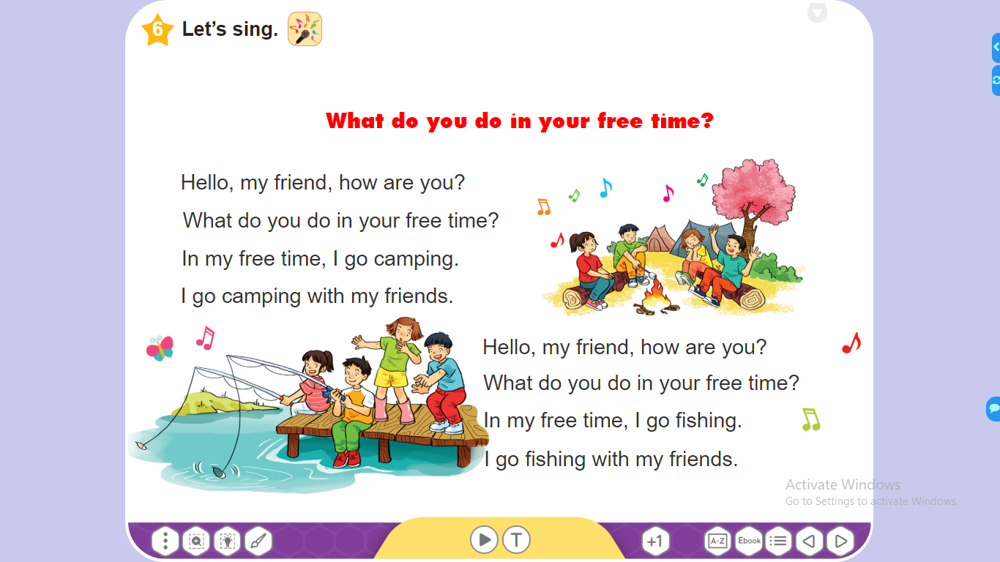 6 Let's sing.
What do you do in your free time?
Hello, my friend, how are you?
What do you do in your free time?
In my free time, I go camping.
I go camping with my friends.
Hello, my friend, how are you?
What do you do in your free time?
In my free time, I go fishing.
I go fishing with my friends.
Activate Windows
Go to Settings to activate Windows.
T
+1
A-Z
Ebook